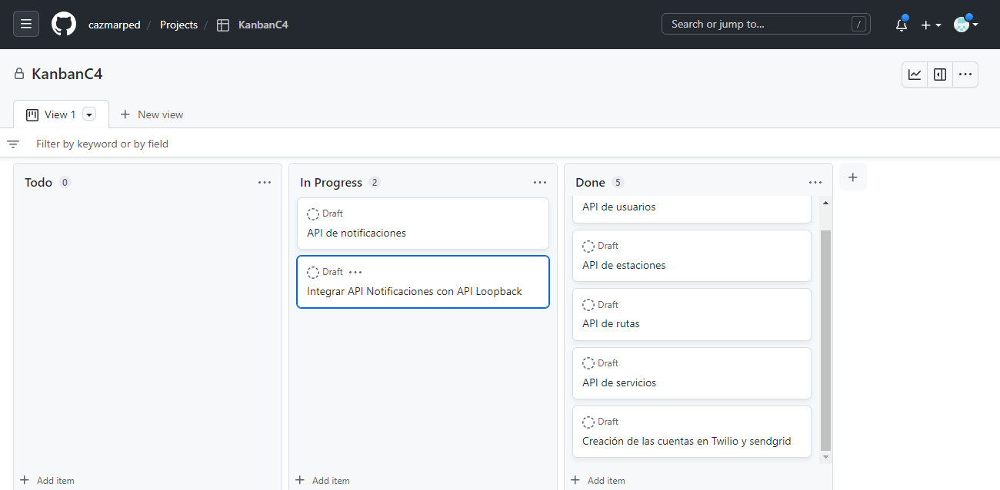 cazmarped / Projects / KanbanC4
Search or jump to... /
KanbanC4
View 1
New view
Filter by keyword or by field
Todo 0
Add item
In Progress 2
Draft
API de notificaciones
Draft
Integrar API Notificaciones con API Loopback
Add item
Done 5
API de usuarios
Draft
API de estaciones
Draft
API de rutas
Draft
API de servicios
Draft
Creación de las cuentas en Twilio y sendgrid
Add item